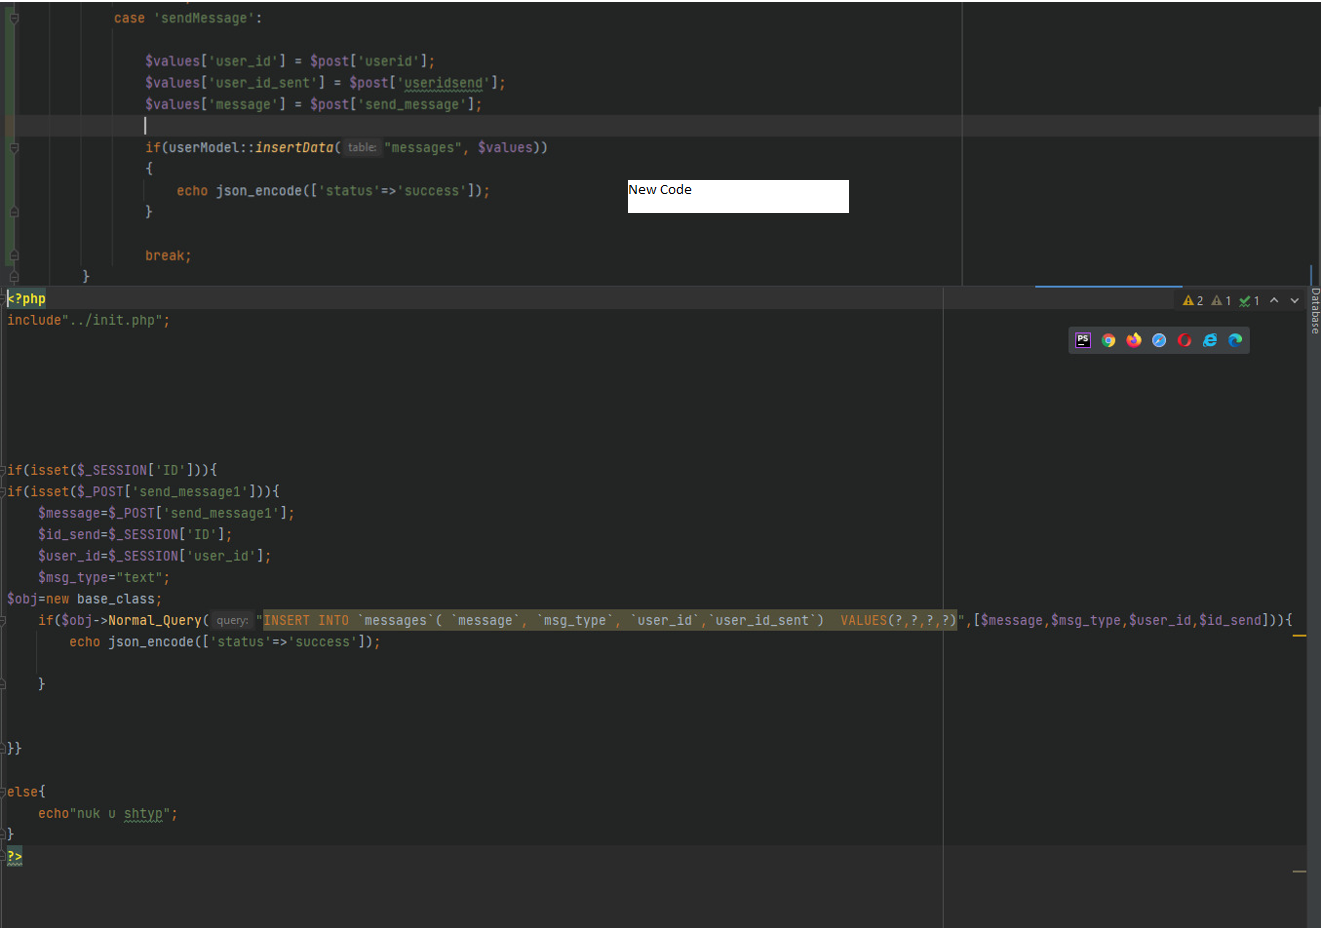 case 'sendMessage':
$values['user_id'] = $post['userid'];
$values['user_id_sent'] = $post['useridsend'];
$values['message'] = $post['send_message'];
if(userModel::insertData( table: "messages", $values))
{
echo json_encode(['status'=>'success']);
New Code
}
break;
}
<?php
2 1 1
include"../init.php";
Database
PS
if(isset($_SESSION['ID'])){
if(isset($_POST['send_message1'])){
$message=$_POST['send_message1'];
$id_send=$_SESSION['ID'];
$user_id=$_SESSION['user_id'];
$msg_type="text";
$obj=new base_class;
if($obj->Normal_Query( query: "INSERT INTO `messages`( `message`, `msg_type`, `user_id`,`user_id_sent`)  VALUES(?,?,?,?)",[$message,$msg_type,$user_id,$id_send])){
echo json_encode(['status'=>'success']);
}
}}
else{
echo"nuk u shtyp";
}
?>